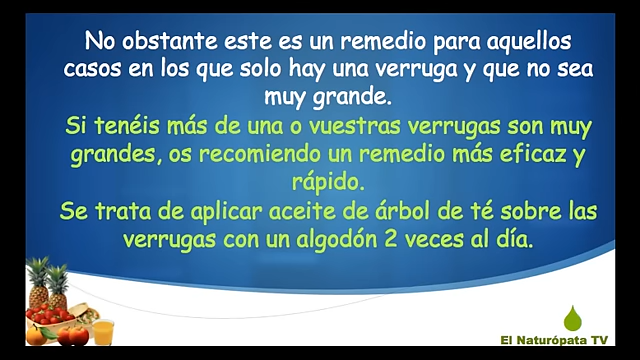 No obstante este es un remedio para aquellos
casos en los que solo hay una verruga y que no sea
muy grande.
Si tenéis más de una o vuestras verrugas son muy
grandes, os recomiendo un remedio más eficaz y
rápido.
Se trata de aplicar aceite de árbol de té sobre las
verrugas con un algodón 2 veces al día.
El Naturópata TV